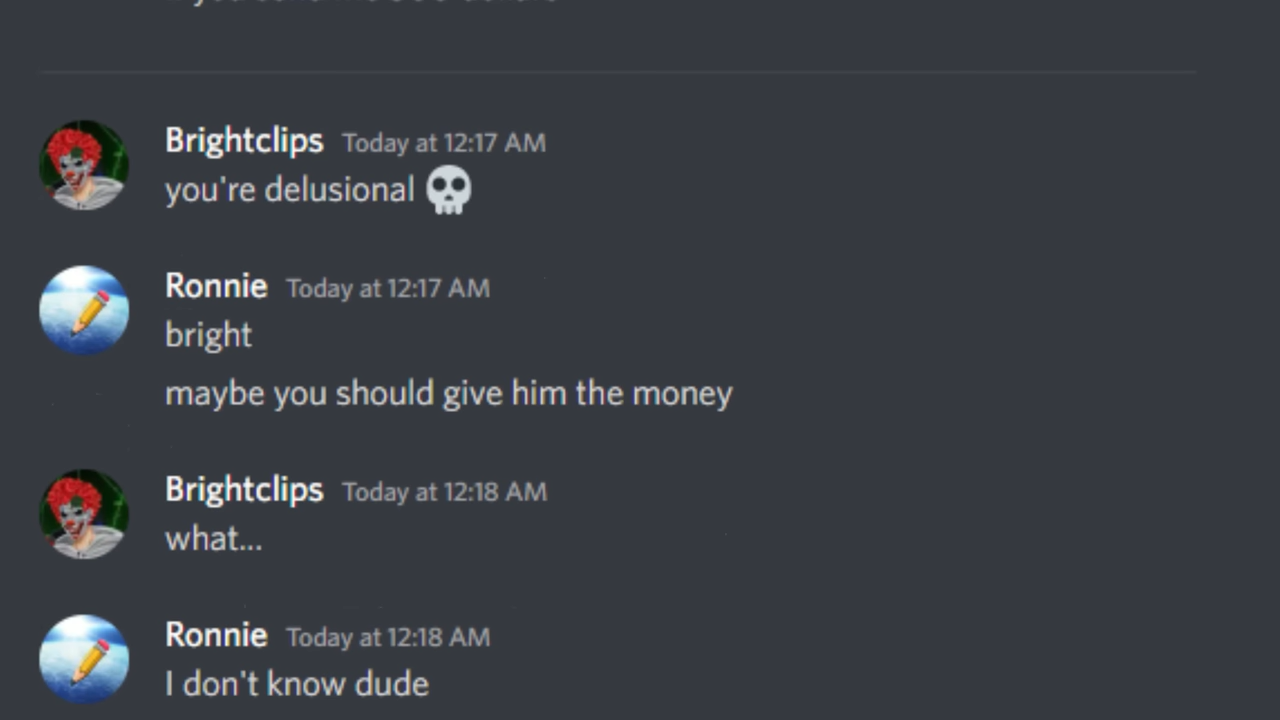 Brightclips Today at 12:17 AM
you're delusional 💀
Ronnie Today at 12:17 AM
bright
maybe you should give him the money
Brightclips Today at 12:18 AM
what...
Ronnie Today at 12:18 AM
I don't know dude